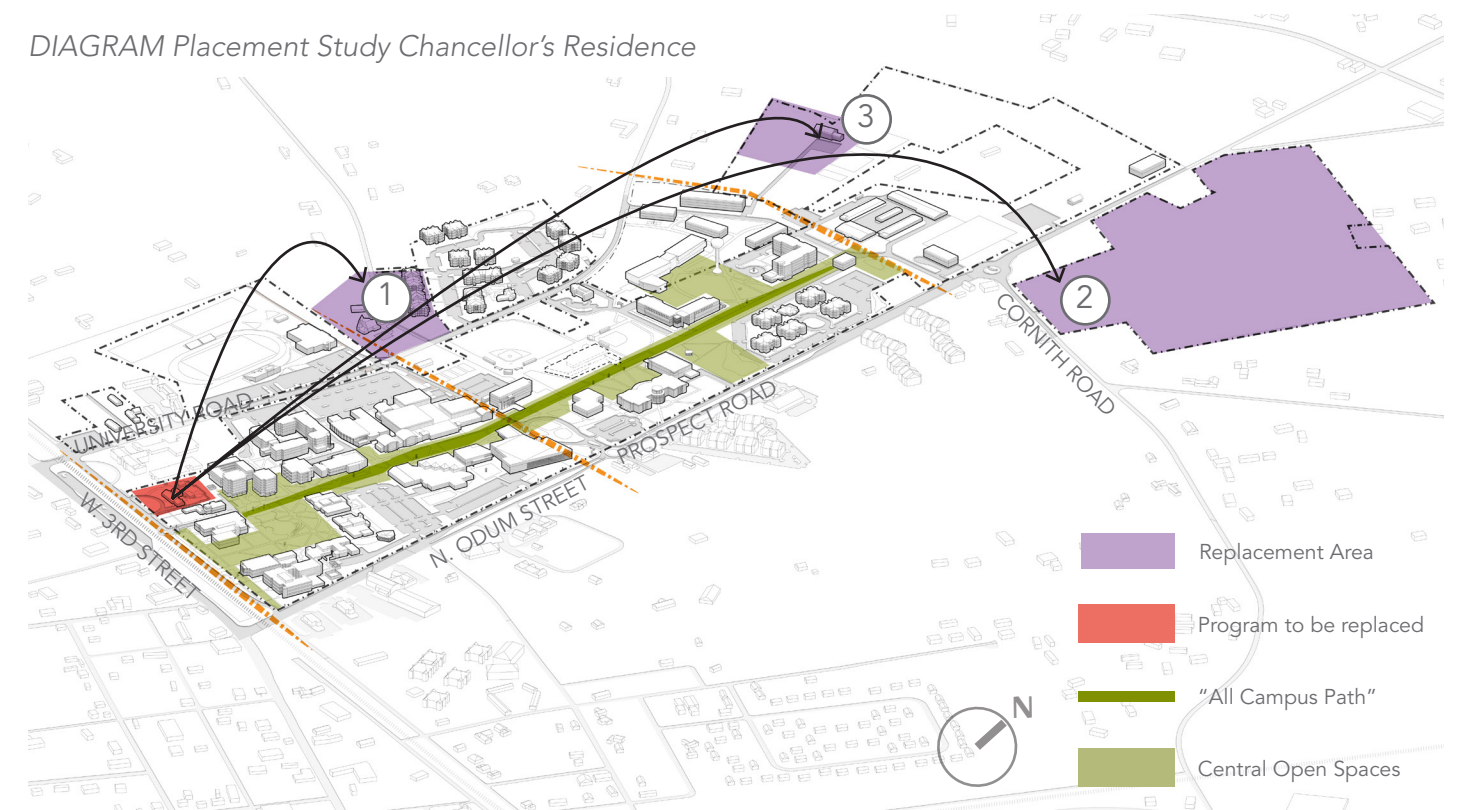 DIAGRAM Placement Study Chancellor's Residence
3
1
2
CORNITH ROAD
UNIVERSITY ROAD
PROSPECT ROAD
N. ODUM STREET
W. 3RD STREET
Replacement Area
Program to be replaced
"All Campus Path"
Central Open Spaces
N